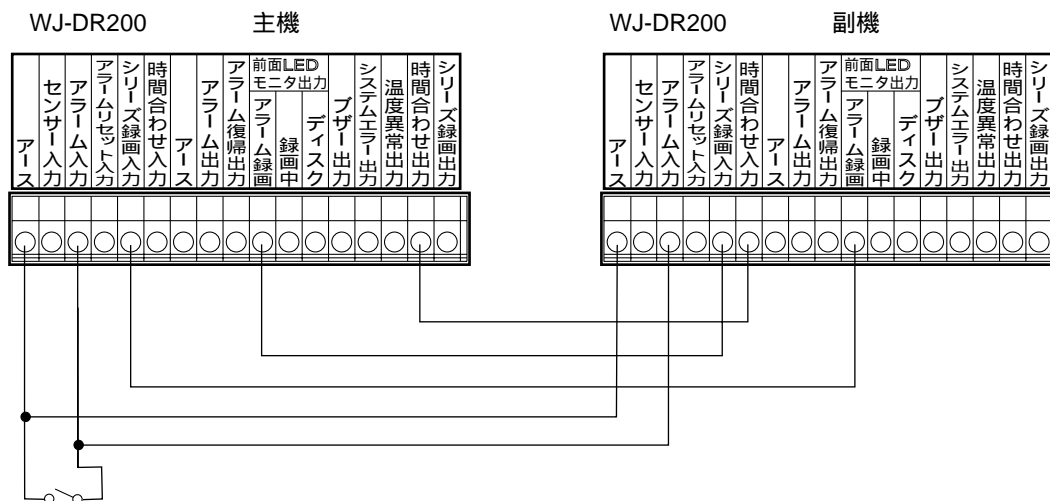 WJ-DR200 主機
アース
センサー入力
アラーム入力
アラームリセット入力
シリーズ録画入力
時間合わせ入力
アース
アラーム出力
アラーム復帰出力
前面LED
モニタ出力
アラーム録画
録画中
ディスク
ブザー出力
システムエラー出力
温度異常出力
時間合わせ出力
シリーズ録画出力
WJ-DR200 副機
アース
センサー入力
アラーム入力
アラームリセット入力
シリーズ録画入力
時間合わせ入力
アース
アラーム出力
アラーム復帰出力
前面LED
モニタ出力
アラーム録画
録画中
ディスク
ブザー出力
システムエラー出力
温度異常出力
時間合わせ出力
シリーズ録画出力